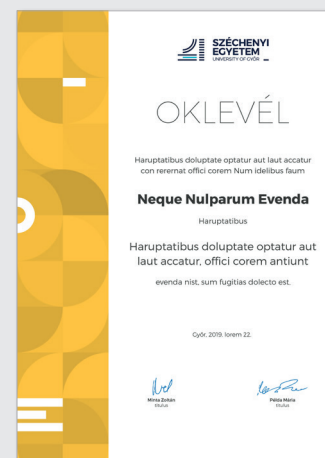 SZÉCHENYI
EGYETEM
UNIVERSITY OF GYŐR
OKLEVÉL
Haruptatibus doluptate optatur aut laut accatur
con rerernat offici corem Num idelibus faum
Neque Nulparum Evenda
Haruptatibus
Haruptatibus doluptate optatur aut
laut accatur, offici corem antiunt
evenda nist, sum fugitias dolecto est.
Győr, 2019. lorem 22.
Minta Zoltán
titulus
Példa Mária
titulus